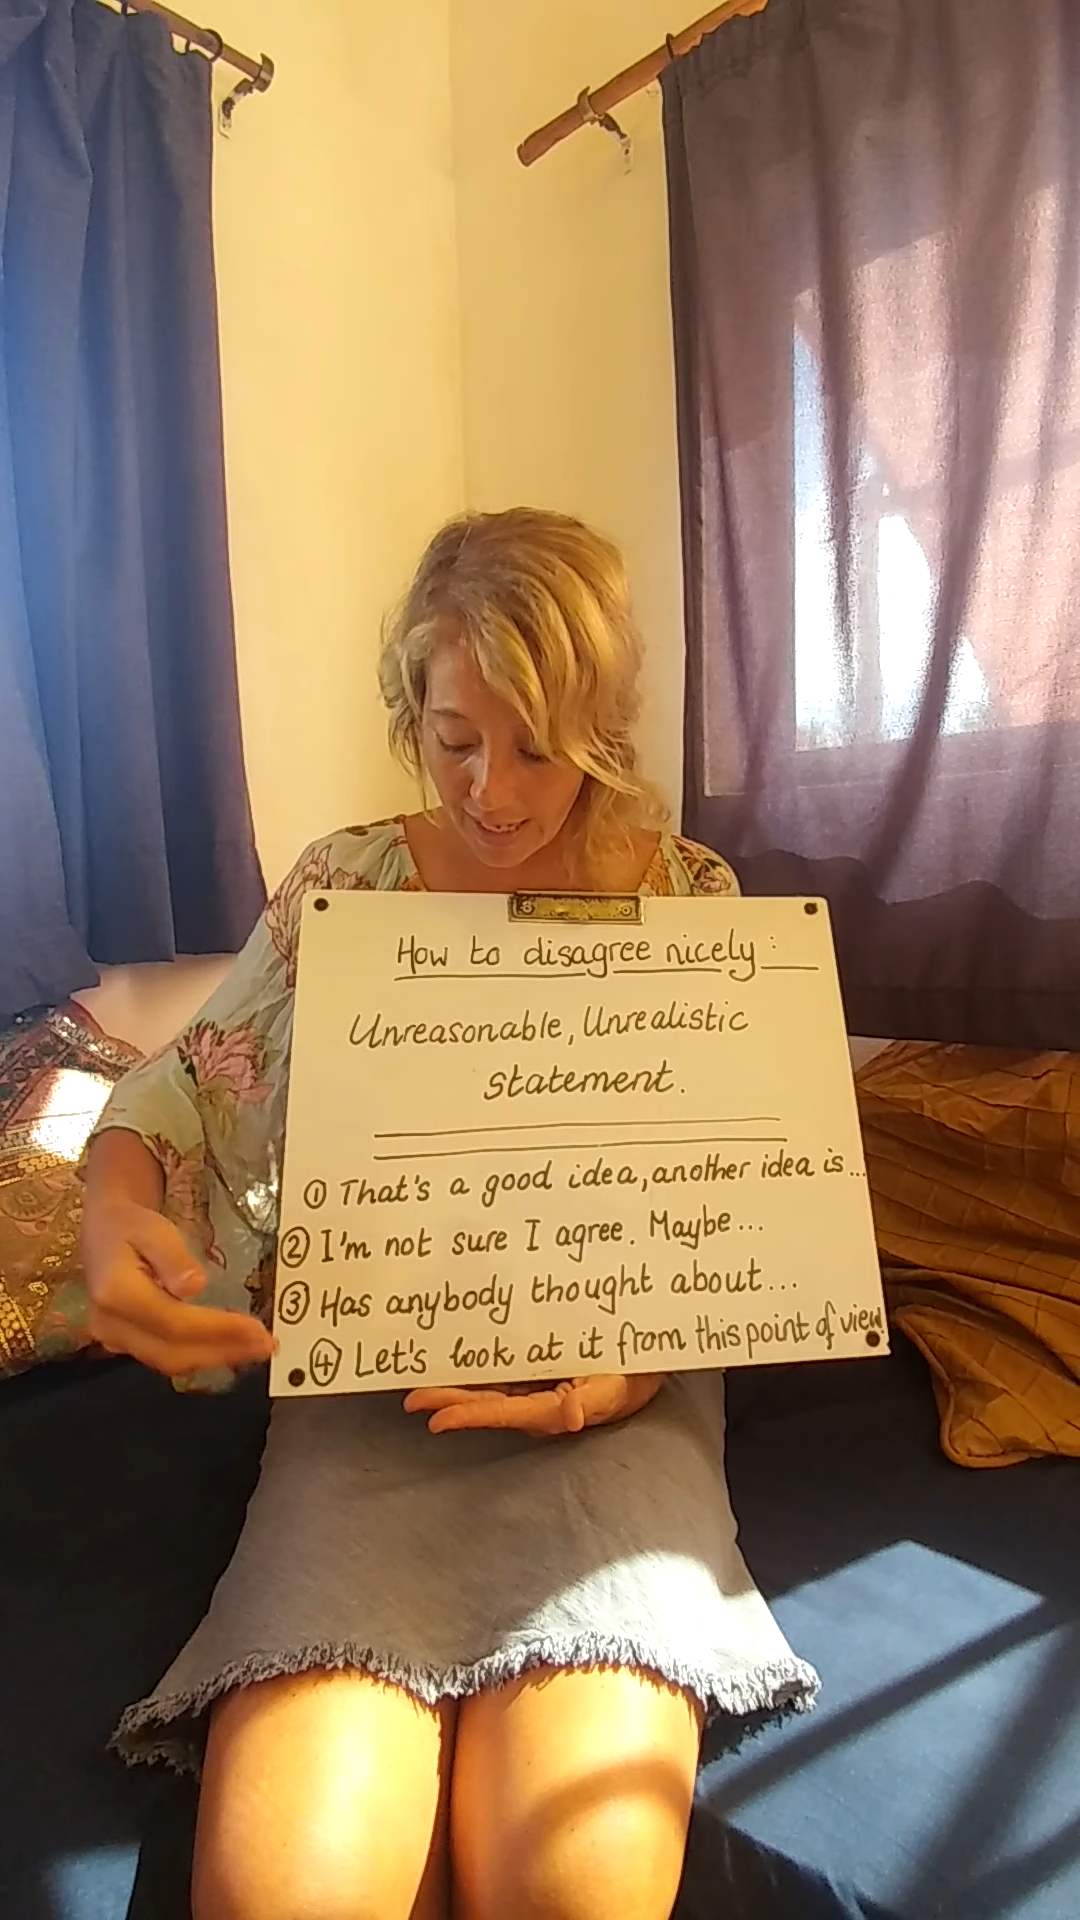 How to disagree nicely:
Unreasonable, Unrealistic
statement.
① That's a good idea, another idea is...
② I'm not sure I agree. Maybe...
③ Has anybody thought about...
④ Let's look at it from this point of view